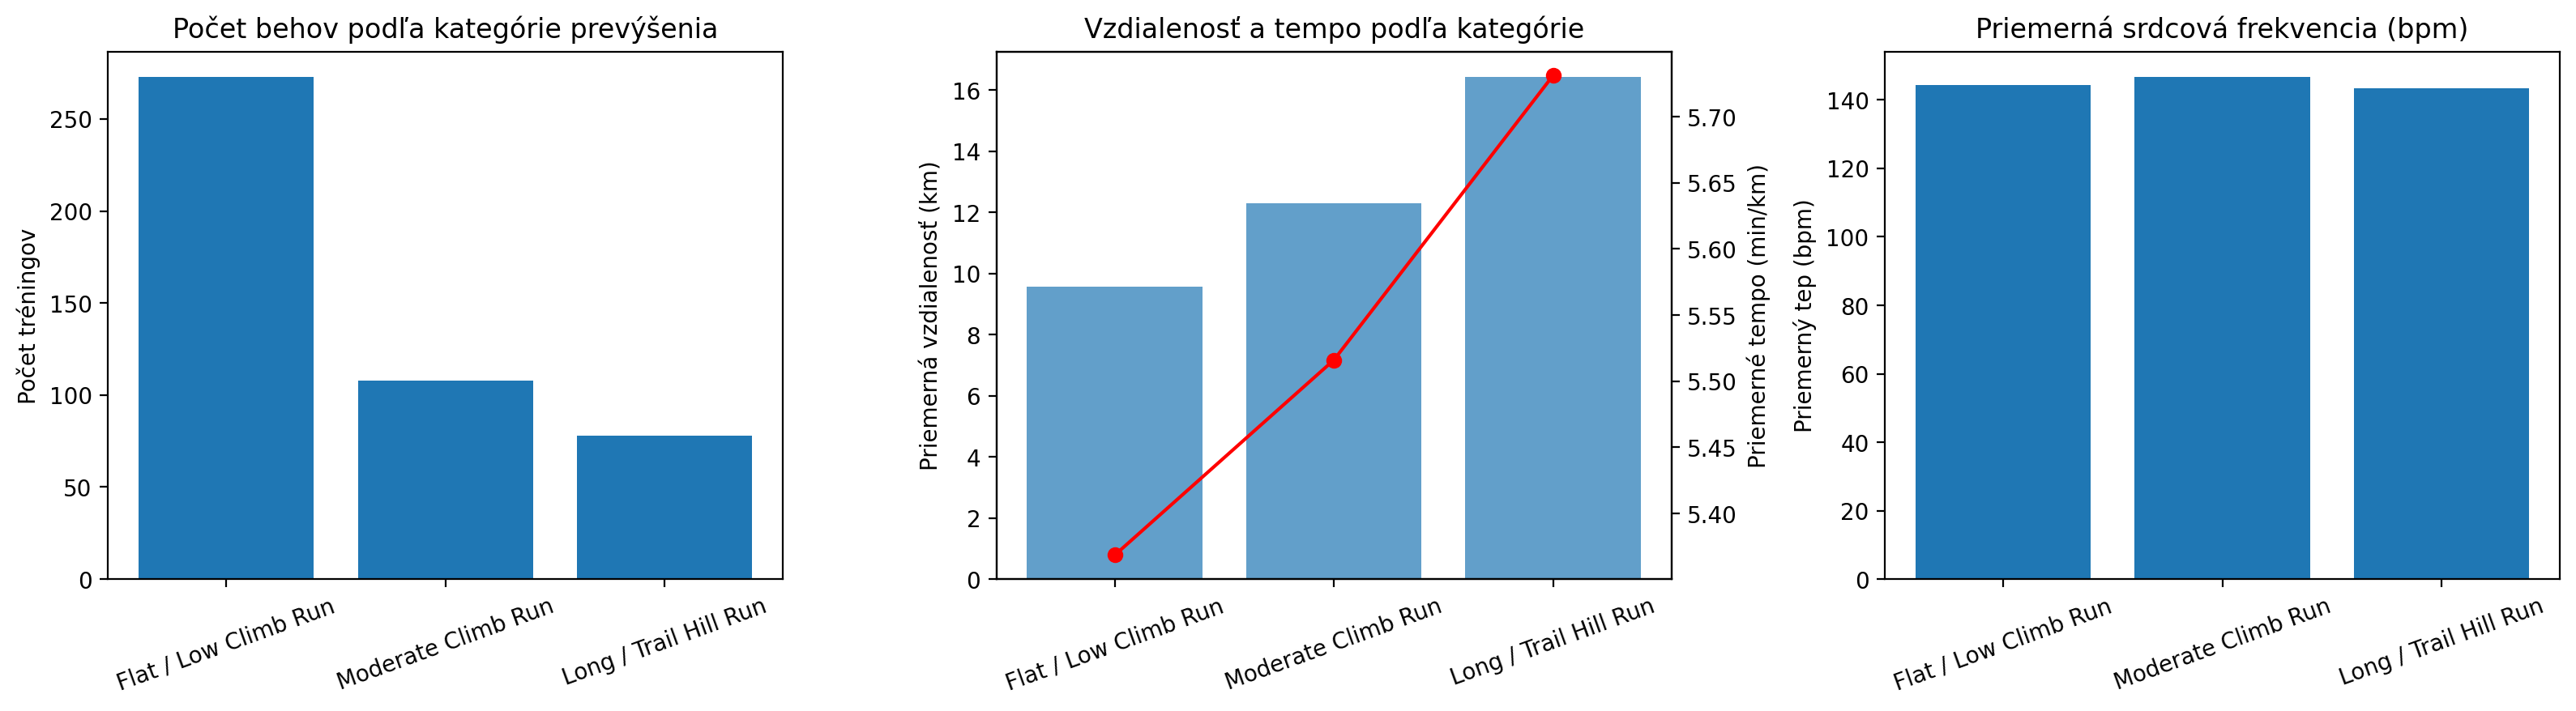 Počet behov podľa kategórie prevýšenia
Počet tréningov
250
200
150
100
50
0
Flat / Low Climb Run
Moderate Climb Run
Long / Trail Hill Run
Vzdialenosť a tempo podľa kategórie
Priemerná vzdialenosť (km)
16
14
12
10
8
6
4
2
0
Flat / Low Climb Run
Moderate Climb Run
Long / Trail Hill Run
5.70
5.65
5.60
5.55
5.50
5.45
5.40
Priemerné tempo (min/km)
Priemerná srdcová frekvencia (bpm)
Priemerný tep (bpm)
140
120
100
80
60
40
20
0
Flat / Low Climb Run
Moderate Climb Run
Long / Trail Hill Run